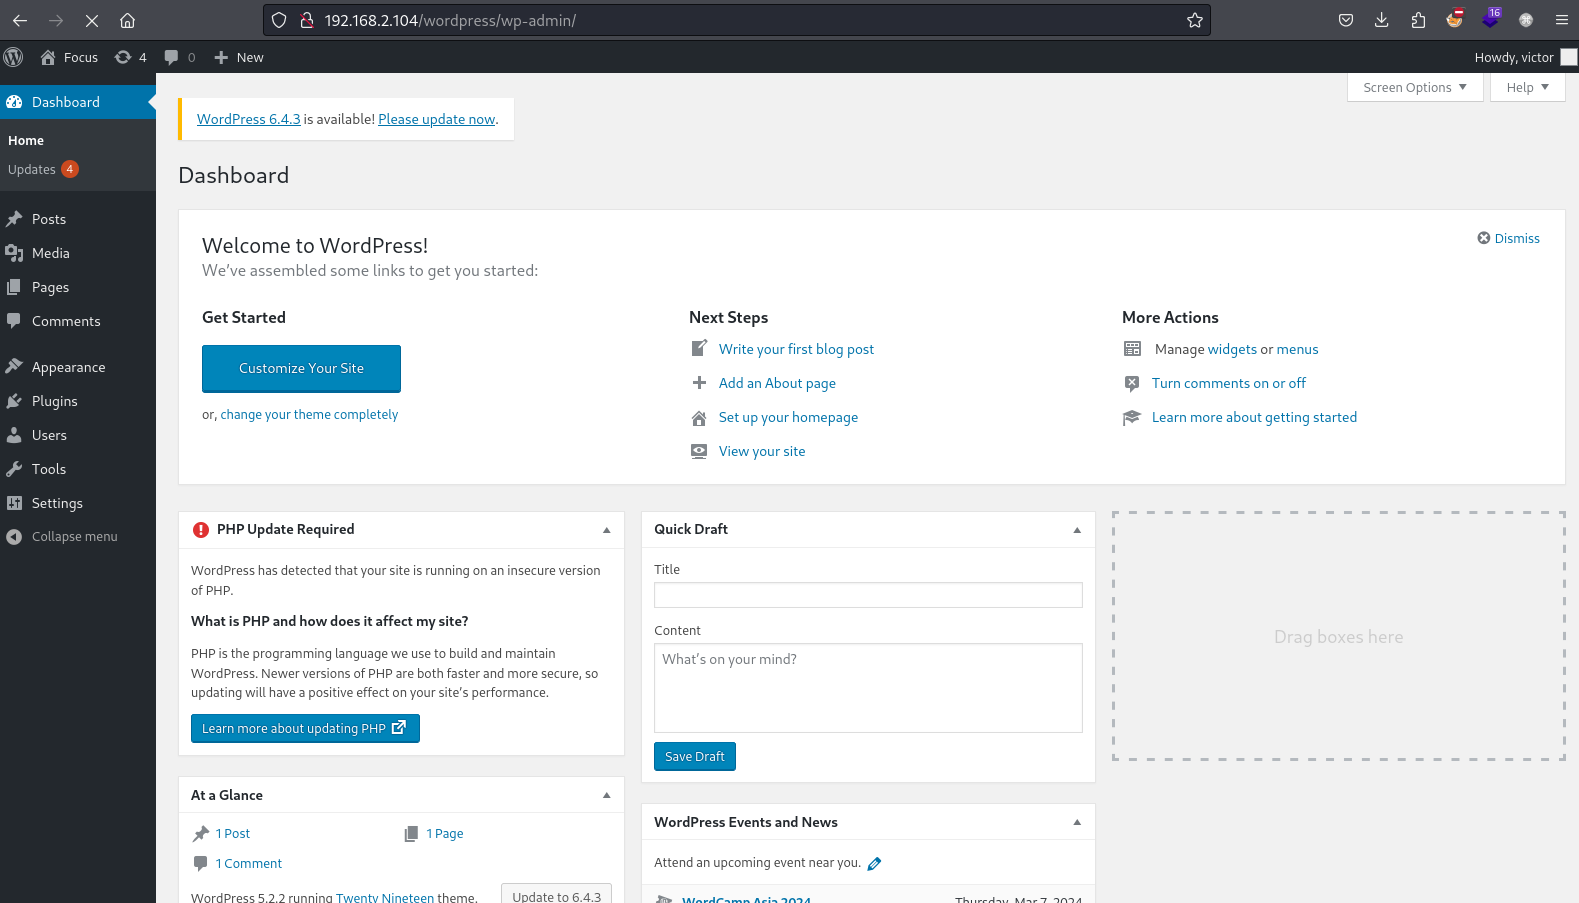 192.168.2.104/wordpress/wp-admin/
16
Focus
4
0
New
Howdy, victor
Dashboard
Home
Updates 4
Posts
Media
Pages
Comments
Appearance
Plugins
Users
Tools
Settings
Collapse menu
Screen Options
Help
WordPress 6.4.3 is available! Please update now.
Dashboard
Welcome to WordPress!
We've assembled some links to get you started:
Dismiss
Get Started
Customize Your Site
or, change your theme completely
Next Steps
Write your first blog post
Add an About page
Set up your homepage
View your site
More Actions
Manage widgets or menus
Turn comments on or off
Learn more about getting started
PHP Update Required
WordPress has detected that your site is running on an insecure version
of PHP.
What is PHP and how does it affect my site?
PHP is the programming language we use to build and maintain
WordPress. Newer versions of PHP are both faster and more secure, so
updating will have a positive effect on your site's performance.
Learn more about updating PHP
At a Glance
1 Post
1 Page
1 Comment
WordPress 5.2.2 running Twenty Nineteen theme.
Update to 6.4.3
Quick Draft
Title
Content
What's on your mind?
Save Draft
WordPress Events and News
Attend an upcoming event near you.
WordCamp Asia 2024
Thursday, Mar 7, 2024
Drag boxes here